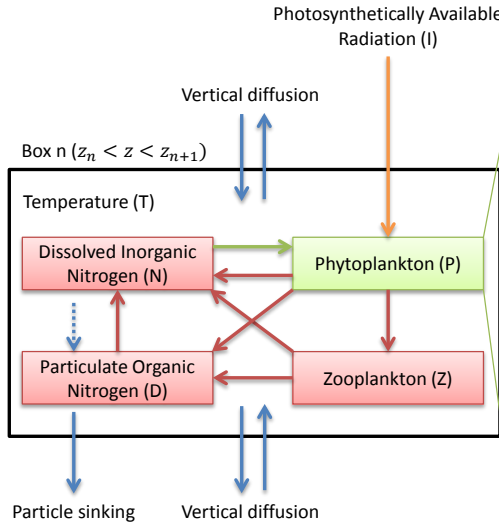 Photosynthetically Available
Radiation (I)
Vertical diffusion
Box n (zₙ < z < zₙ₊₁)
Temperature (T)
Dissolved Inorganic
Nitrogen (N)
Phytoplankton (P)
Particulate Organic
Nitrogen (D)
Zooplankton (Z)
Particle sinking
Vertical diffusion